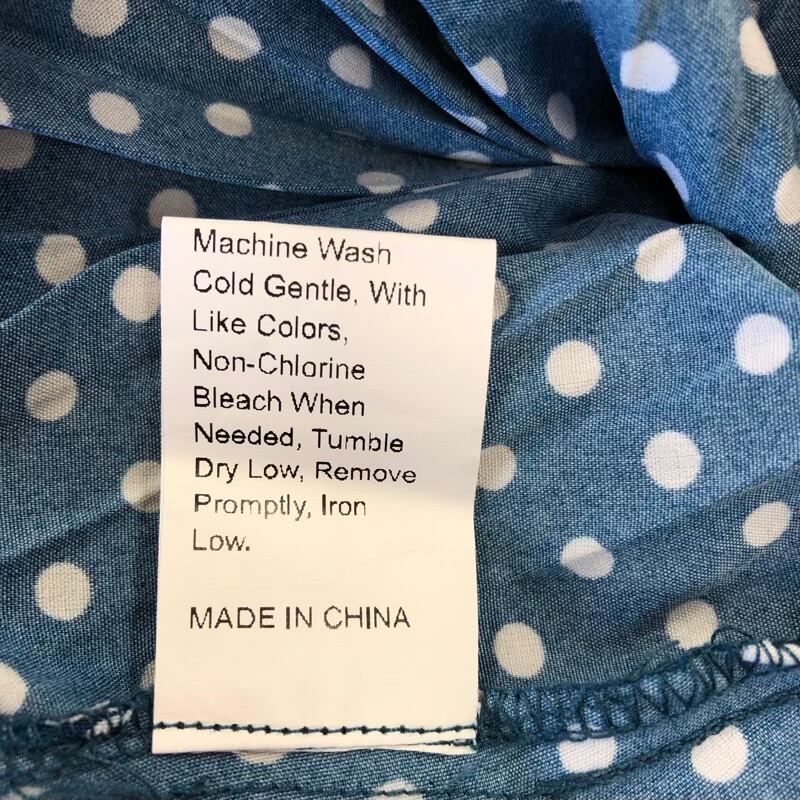 Machine Wash
Cold Gentle, With
Like Colors,
Non-Chlorine
Bleach When
Needed, Tumble
Dry Low, Remove
Promptly, Iron
Low.
MADE IN CHINA